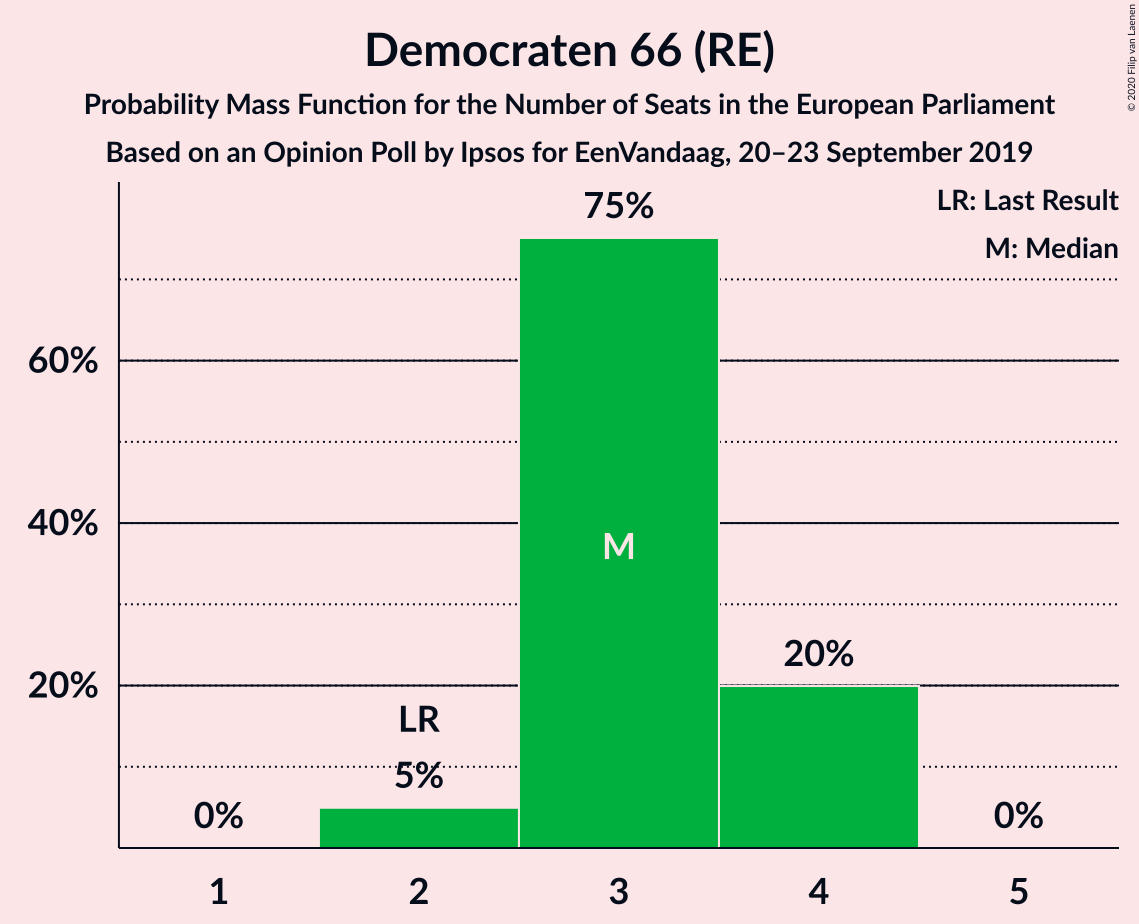 Democraten 66 (RE)
Probability Mass Function for the Number of Seats in the European Parliament
Based on an Opinion Poll by Ipsos for EenVandaag, 20–23 September 2019
© 2020 Filip van Laenen
LR: Last Result
M: Median
75%
60%
40%
M
20%
20%
LR
5%
0%
0%
1 2 3 4 5